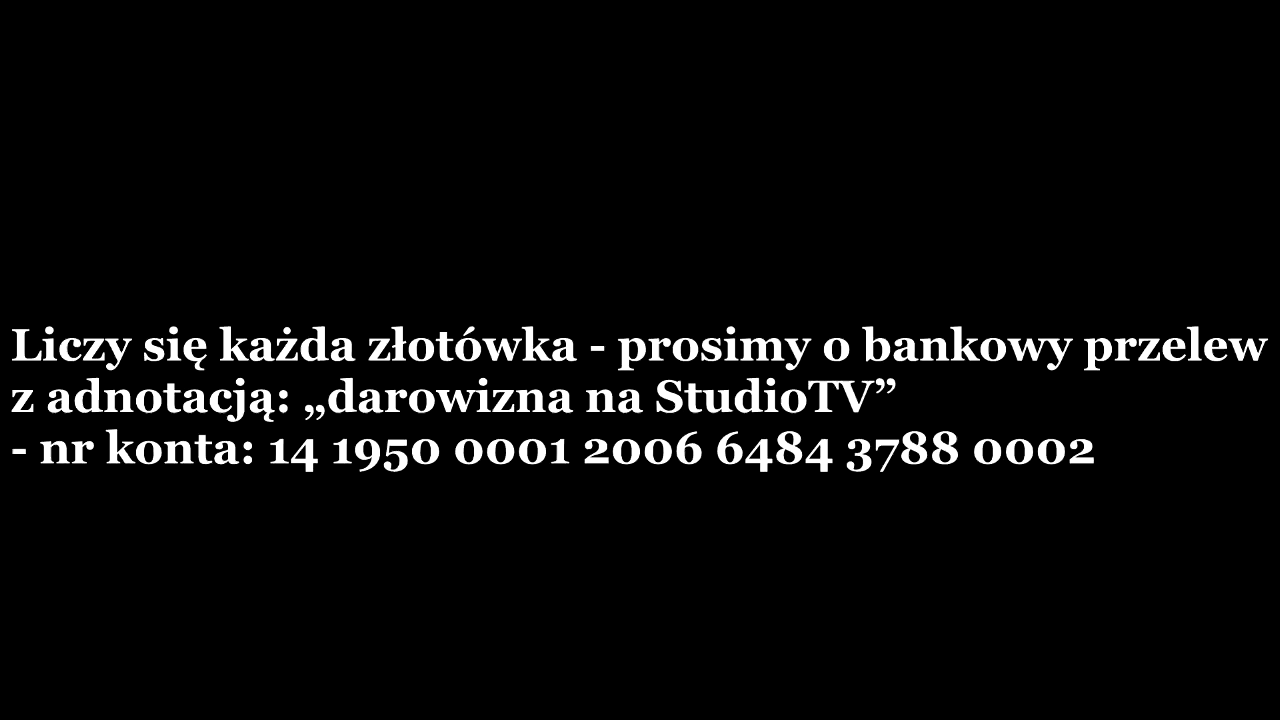 Liczy się każda złotówka - prosimy o bankowy przelew
z adnotacją: „darowizna na StudioTV”
- nr konta: 14 1950 0001 2006 6484 3788 0002